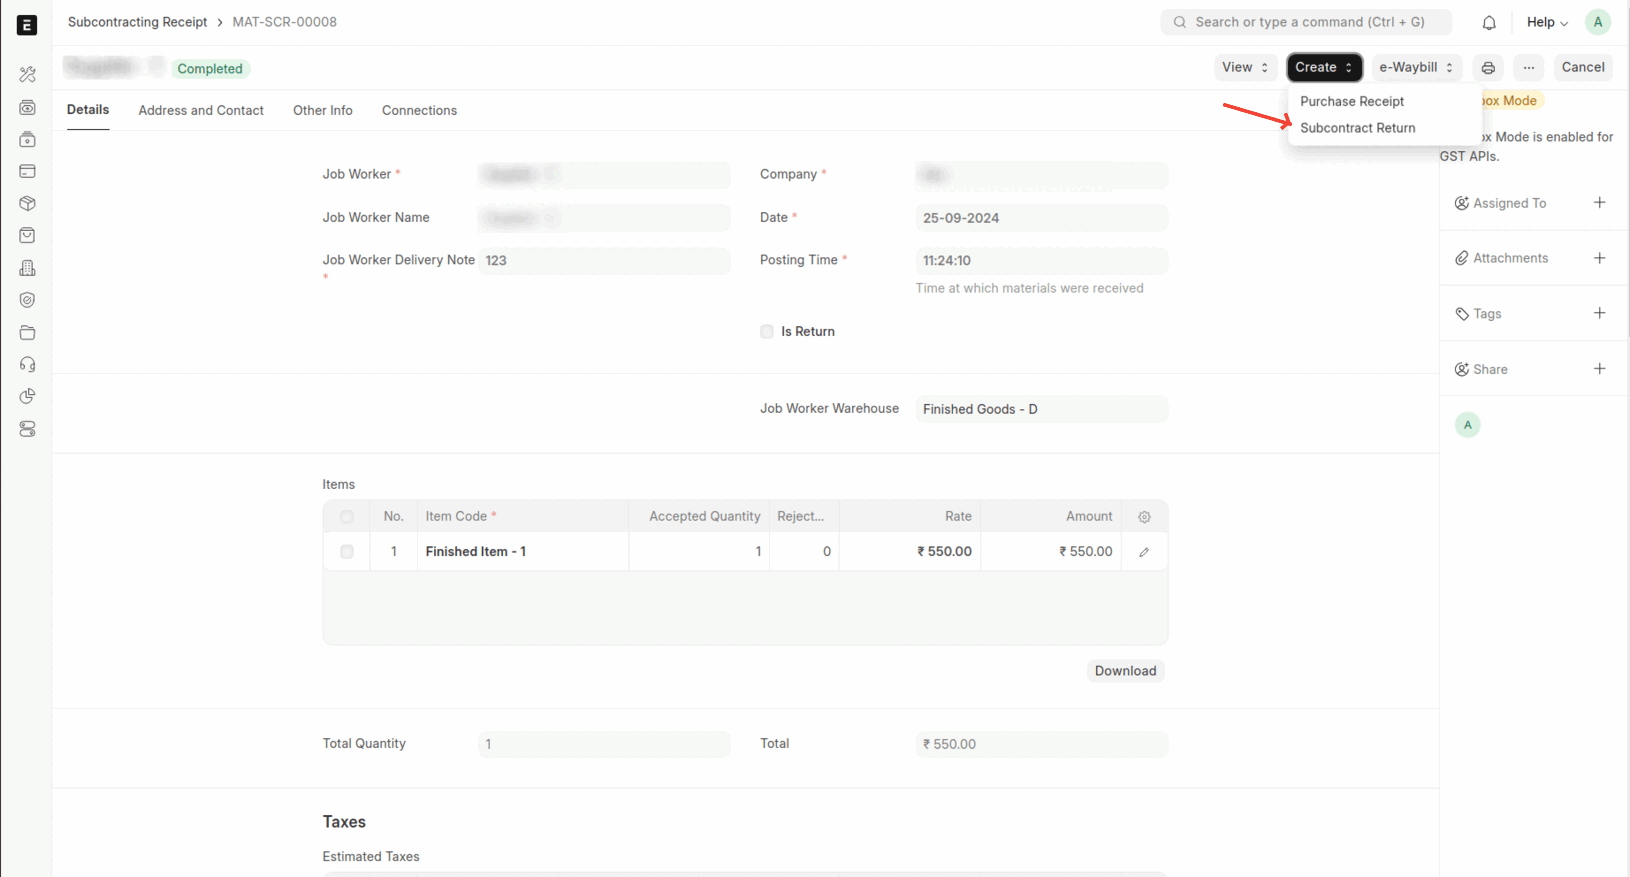 Subcontracting Receipt > MAT-SCR-00008
Search or type a command (Ctrl + G)
Help
A
Completed
View
Create
e-Waybill
...
Cancel
Purchase Receipt
Subcontract Return
Mode
Mode is enabled for
GST APIs.
Details
Address and Contact
Other Info
Connections
Job Worker *
Company *
Job Worker Name
Date *
25-09-2024
Job Worker Delivery Note
*
123
Posting Time *
11:24:10
Time at which materials were received
Is Return
Job Worker Warehouse
Finished Goods - D
Assigned To
Attachments
Tags
Share
A
Items
No.
Item Code *
Accepted Quantity
Reject...
Rate
Amount
1
Finished Item - 1
1
0
₹ 550.00
₹ 550.00
Download
Total Quantity
1
Total
₹ 550.00
Taxes
Estimated Taxes